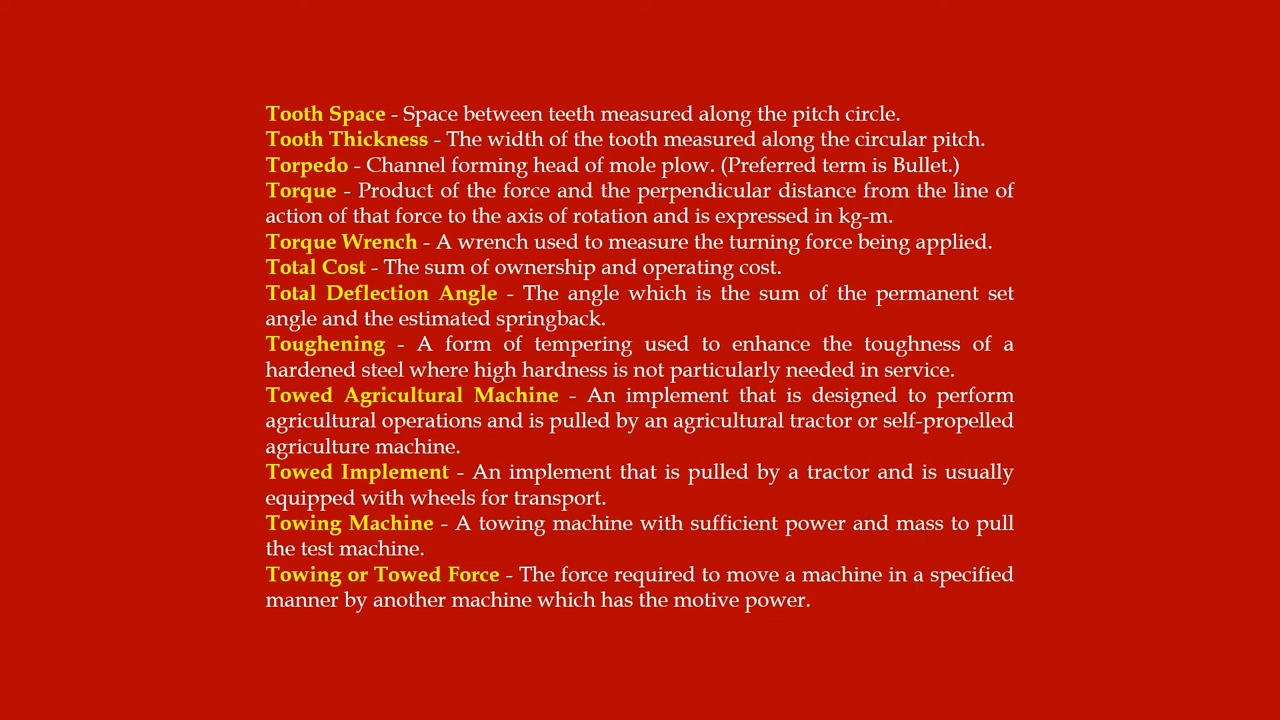 Tooth Space - Space between teeth measured along the pitch circle.
Tooth Thickness - The width of the tooth measured along the circular pitch.
Torpedo - Channel forming head of mole plow. (Preferred term is Bullet.)
Torque - Product of the force and the perpendicular distance from the line of
action of that force to the axis of rotation and is expressed in kg-m.
Torque Wrench - A wrench used to measure the turning force being applied.
Total Cost - The sum of ownership and operating cost.
Total Deflection Angle - The angle which is the sum of the permanent set
angle and the estimated springback.
Toughening - A form of tempering used to enhance the toughness of a
hardened steel where high hardness is not particularly needed in service.
Towed Agricultural Machine - An implement that is designed to perform
agricultural operations and is pulled by an agricultural tractor or self-propelled
agriculture machine.
Towed Implement - An implement that is pulled by a tractor and is usually
equipped with wheels for transport.
Towing Machine - A towing machine with sufficient power and mass to pull
the test machine.
Towing or Towed Force - The force required to move a machine in a specified
manner by another machine which has the motive power.